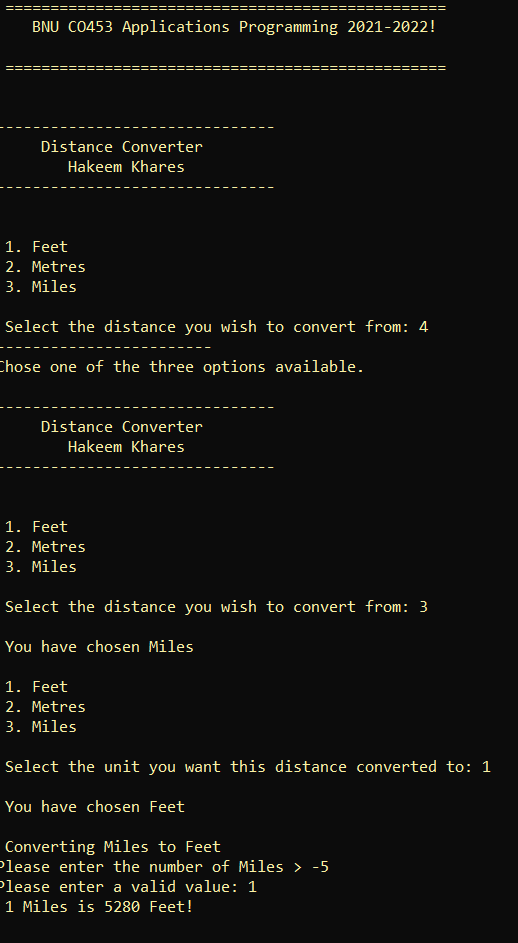 =================================================
BNU CO453 Applications Programming 2021-2022!
=================================================
-------------------------------
Distance Converter
Hakeem Khares
-------------------------------
1. Feet
2. Metres
3. Miles
Select the distance you wish to convert from: 4
------------------------
Chose one of the three options available.
-------------------------------
Distance Converter
Hakeem Khares
-------------------------------
1. Feet
2. Metres
3. Miles
Select the distance you wish to convert from: 3
You have chosen Miles
1. Feet
2. Metres
3. Miles
Select the unit you want this distance converted to: 1
You have chosen Feet
Converting Miles to Feet
Please enter the number of Miles > -5
Please enter a valid value: 1
1 Miles is 5280 Feet!